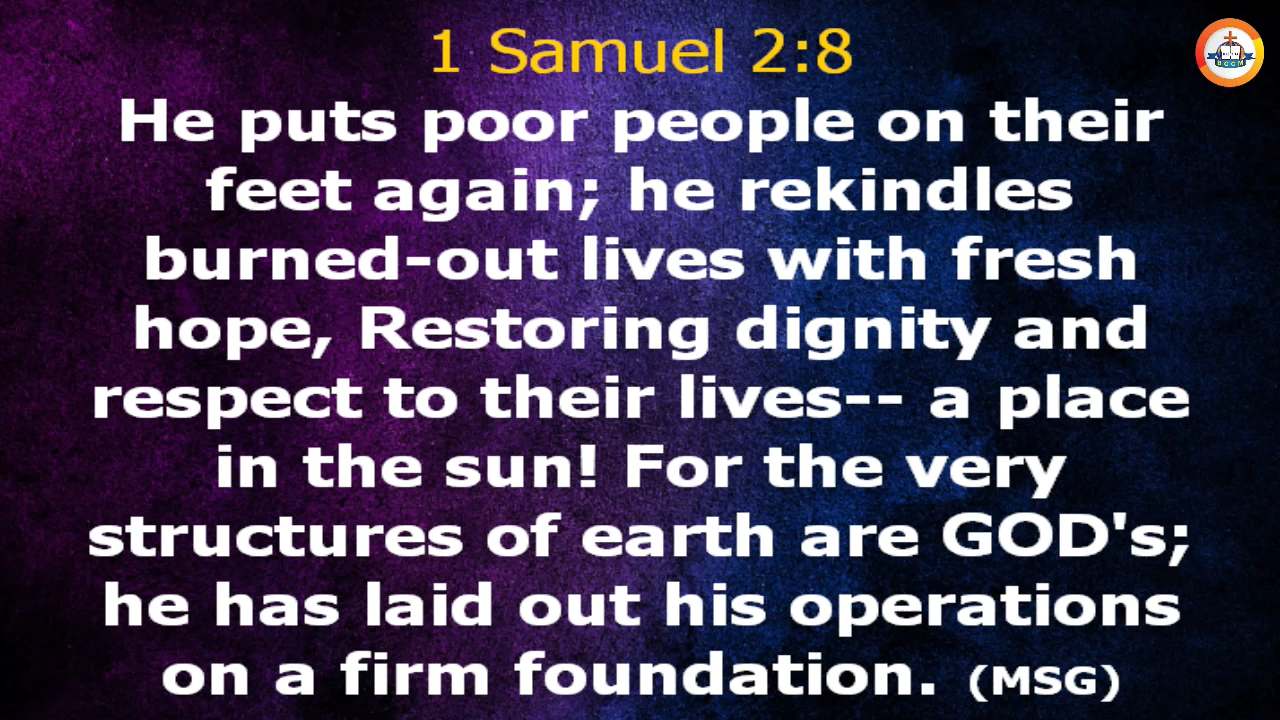 1 Samuel 2:8
He puts poor people on their
feet again; he rekindles
burned-out lives with fresh
hope, Restoring dignity and
respect to their lives-- a place
in the sun! For the very
structures of earth are GOD's;
he has laid out his operations
on a firm foundation. (MSG)